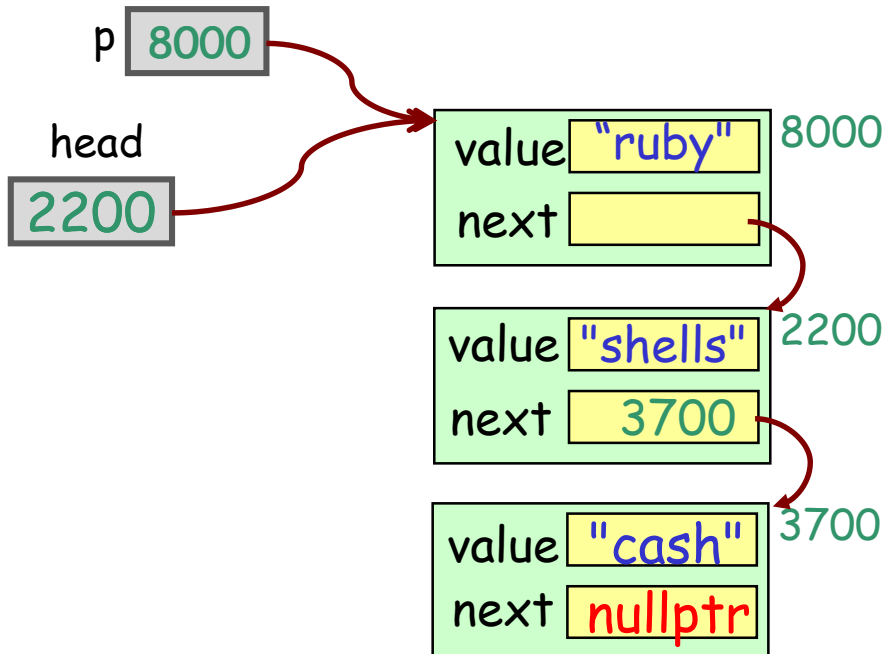 p 8000
head
2200
value “ruby" 8000
next
value "shells" 2200
next 3700
value "cash" 3700
next nullptr